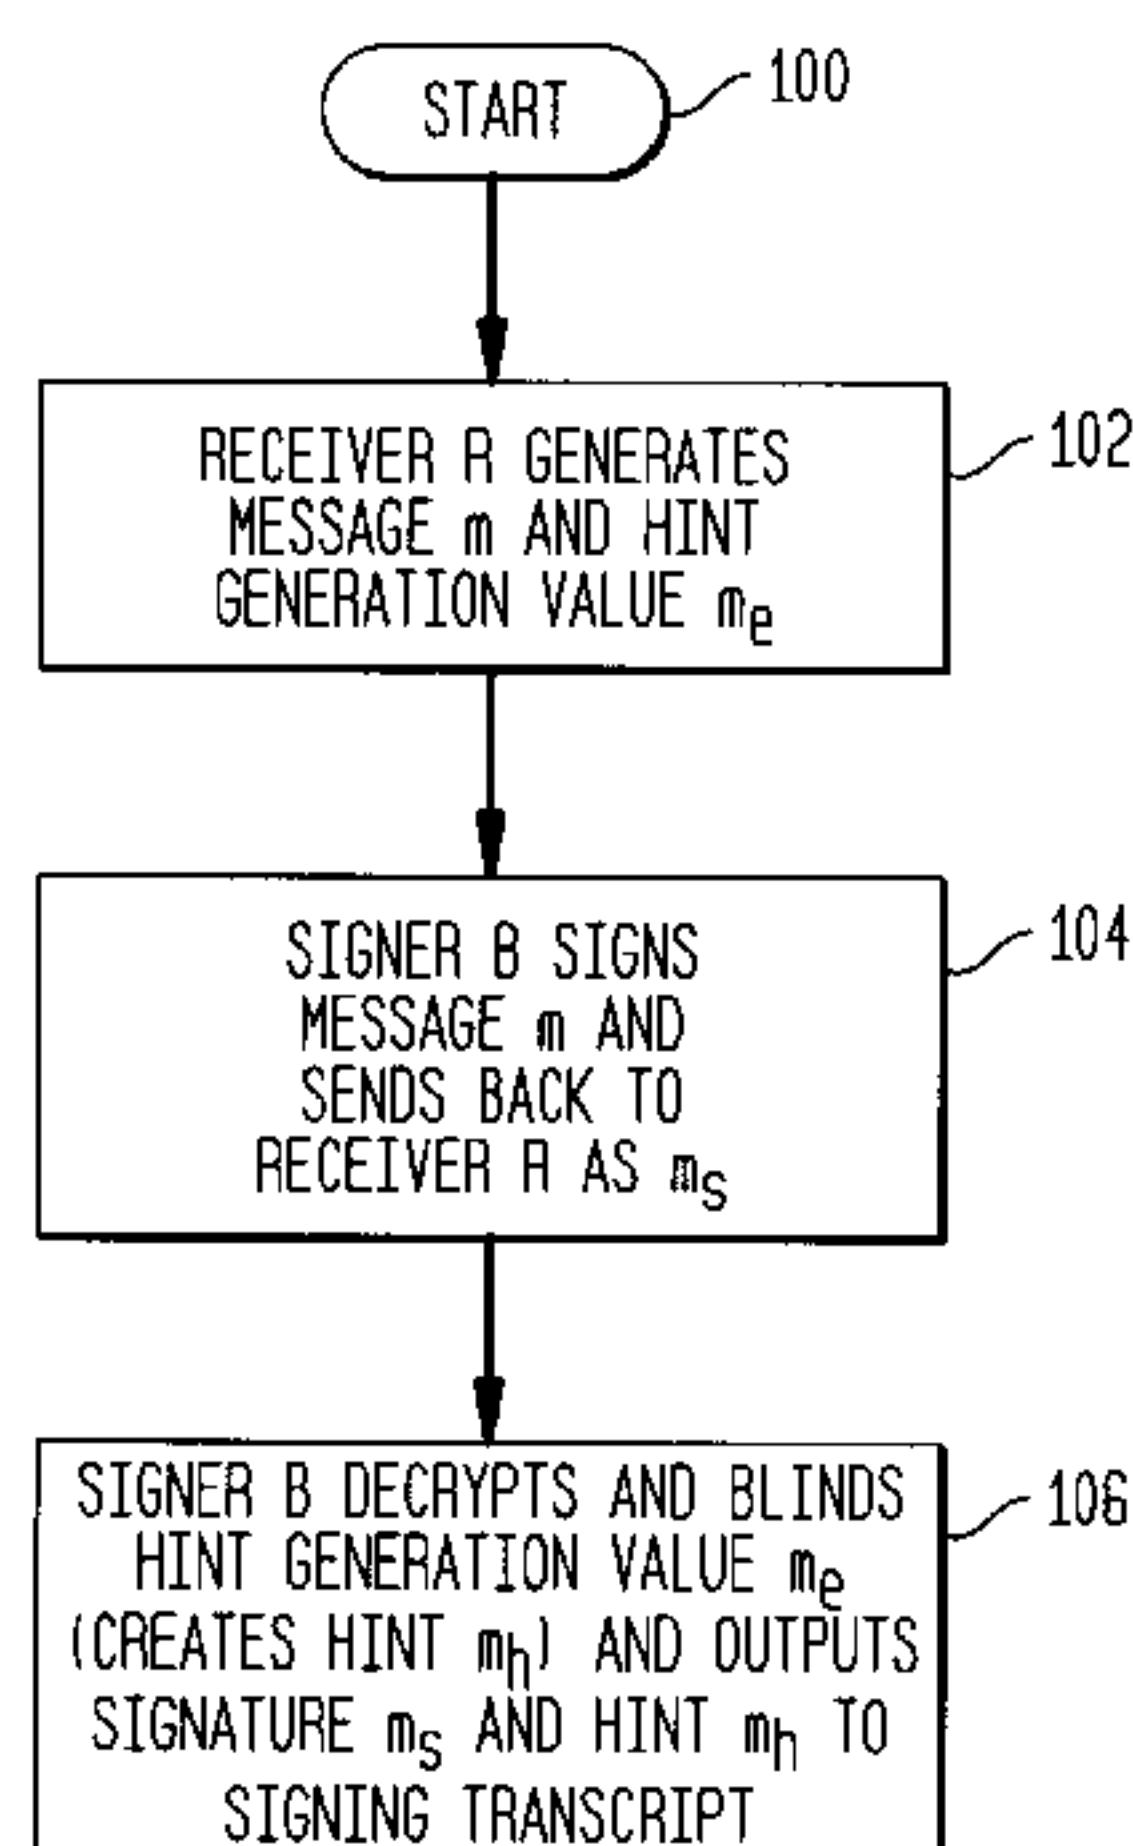 START
100
RECEIVER R GENERATES
MESSAGE m AND HINT
GENERATION VALUE mₑ
102
SIGNER B SIGNS
MESSAGE m AND
SENDS BACK TO
RECEIVER R AS mₛ
104
SIGNER B DECRYPTS AND BLINDS
HINT GENERATION VALUE mₑ
(CREATES HINT mₕ) AND OUTPUTS
SIGNATURE mₛ AND HINT mₕ TO
SIGNING TRANSCRIPT
106